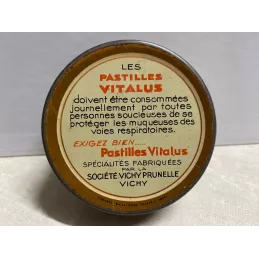 LES
PASTILLES
VITALUS
doivent être consommées
journellement par toutes
personnes soucieuses de se
protéger les muqueuses des
voies respiratoires.
EXIGEZ BIEN.....
Pastilles Vitalus
SPÉCIALITÉS FABRIQUÉES
PAR LA
SOCIÉTÉ VICHY PRUNELLE
VICHY